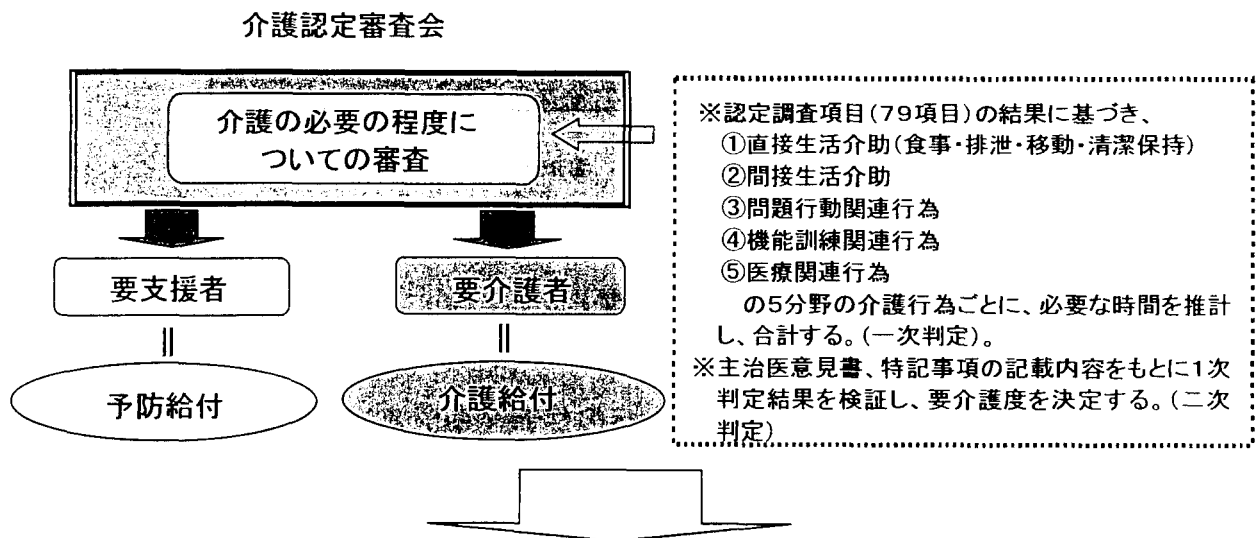 介護認定審査会
介護の必要の程度に
ついての審査
要支援者
要介護者
||
||
予防給付
介護給付
※認定調査項目(79項目)の結果に基づき、
①直接生活介助(食事・排泄・移動・清潔保持)
②間接生活介助
③問題行動関連行為
④機能訓練関連行為
⑤医療関連行為
の5分野の介護行為ごとに、必要な時間を推計
し、合計する。(一次判定)。
※主治医意見書、特記事項の記載内容をもとに1次
判定結果を検証し、要介護度を決定する。(二次
判定)